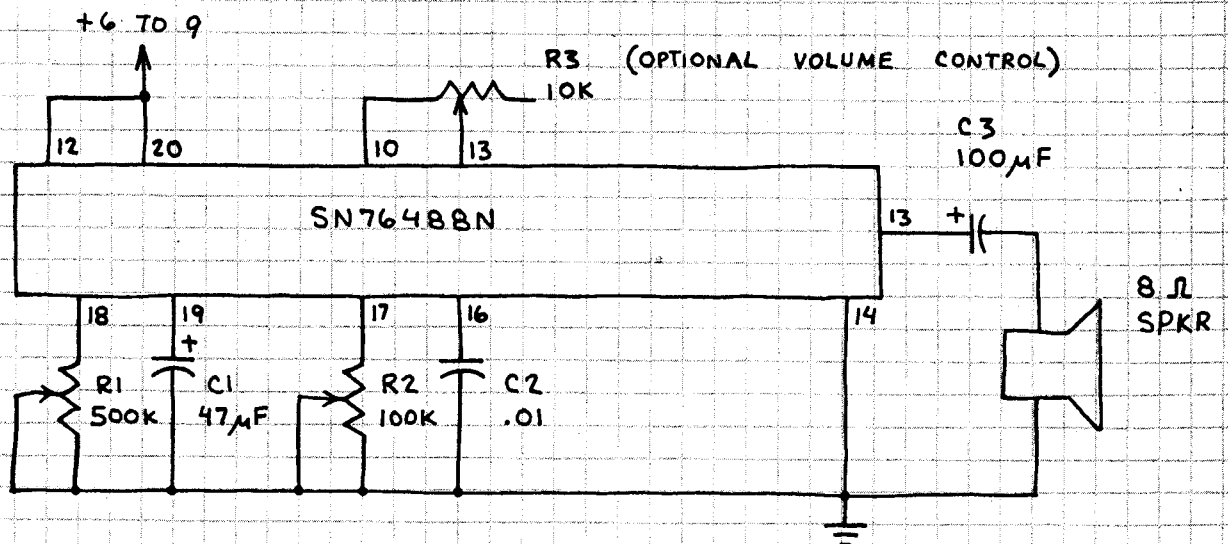 +6 TO 9
R3 (OPTIONAL VOLUME CONTROL)
10K
12
20
10
13
C3
100µF
SN76488N
13
+
18
19
17
16
14
8 Ω
SPKR
+
R1
500K
C1
47µF
R2
100K
C2
.01